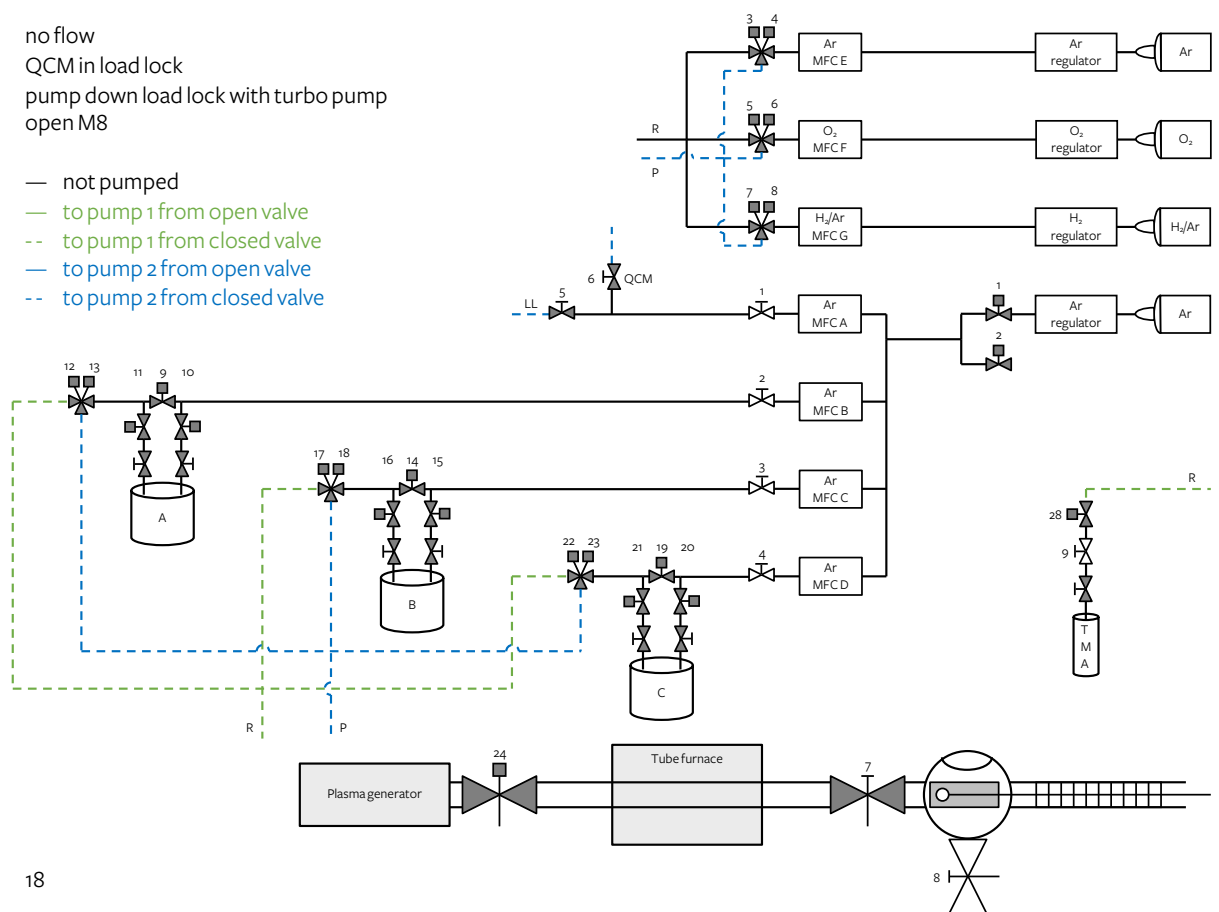 no flow
QCM in load lock
pump down load lock with turbo pump
open M8
— not pumped
— to pump 1 from open valve
-- to pump 1 from closed valve
— to pump 2 from open valve
-- to pump 2 from closed valve
3 4
Ar
MFC E
Ar
regulator
Ar
5 6
R
P
O₂
MFC F
O₂
regulator
O₂
7 8
H₂/Ar
MFC G
H₂
regulator
H₂/Ar
6 QCM
LL
5
1
Ar
MFC A
1
Ar
regulator
Ar
2
12 13
11 9 10
2
Ar
MFC B
A
17 18
16 14 15
3
Ar
MFC C
B
R
28
9
TMA
22 23
21 19 20
4
Ar
MFC D
C
R
P
24
Plasma generator
Tube furnace
7
8
18